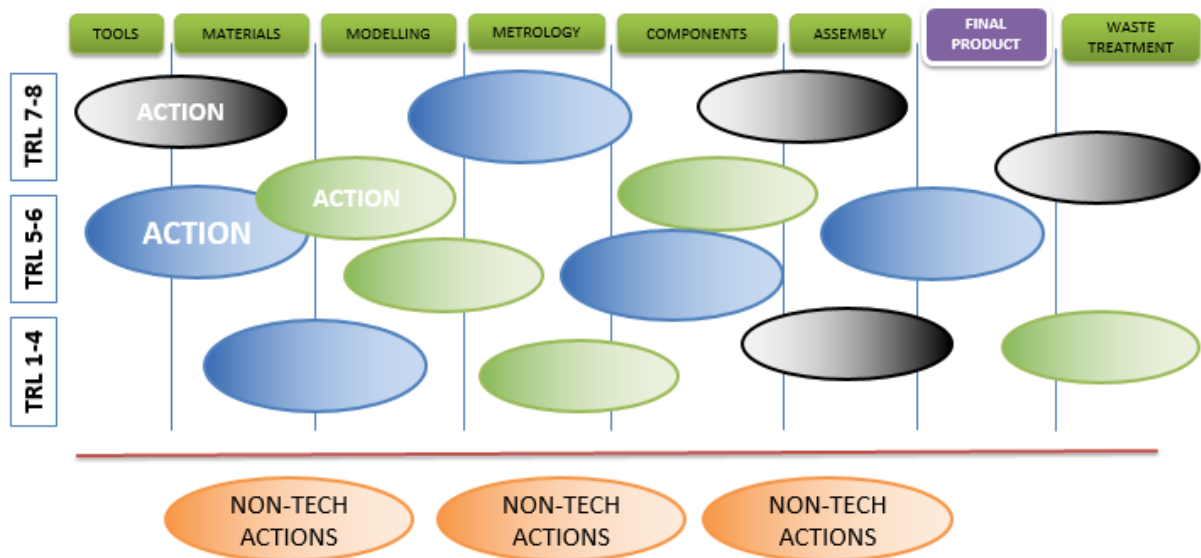 TOOLS
MATERIALS
MODELLING
METROLOGY
COMPONENTS
ASSEMBLY
FINAL
PRODUCT
WASTE
TREATMENT
TRL 7-8
ACTION
TRL 5-6
ACTION
ACTION
TRL 1-4
NON-TECH
ACTIONS
NON-TECH
ACTIONS
NON-TECH
ACTIONS